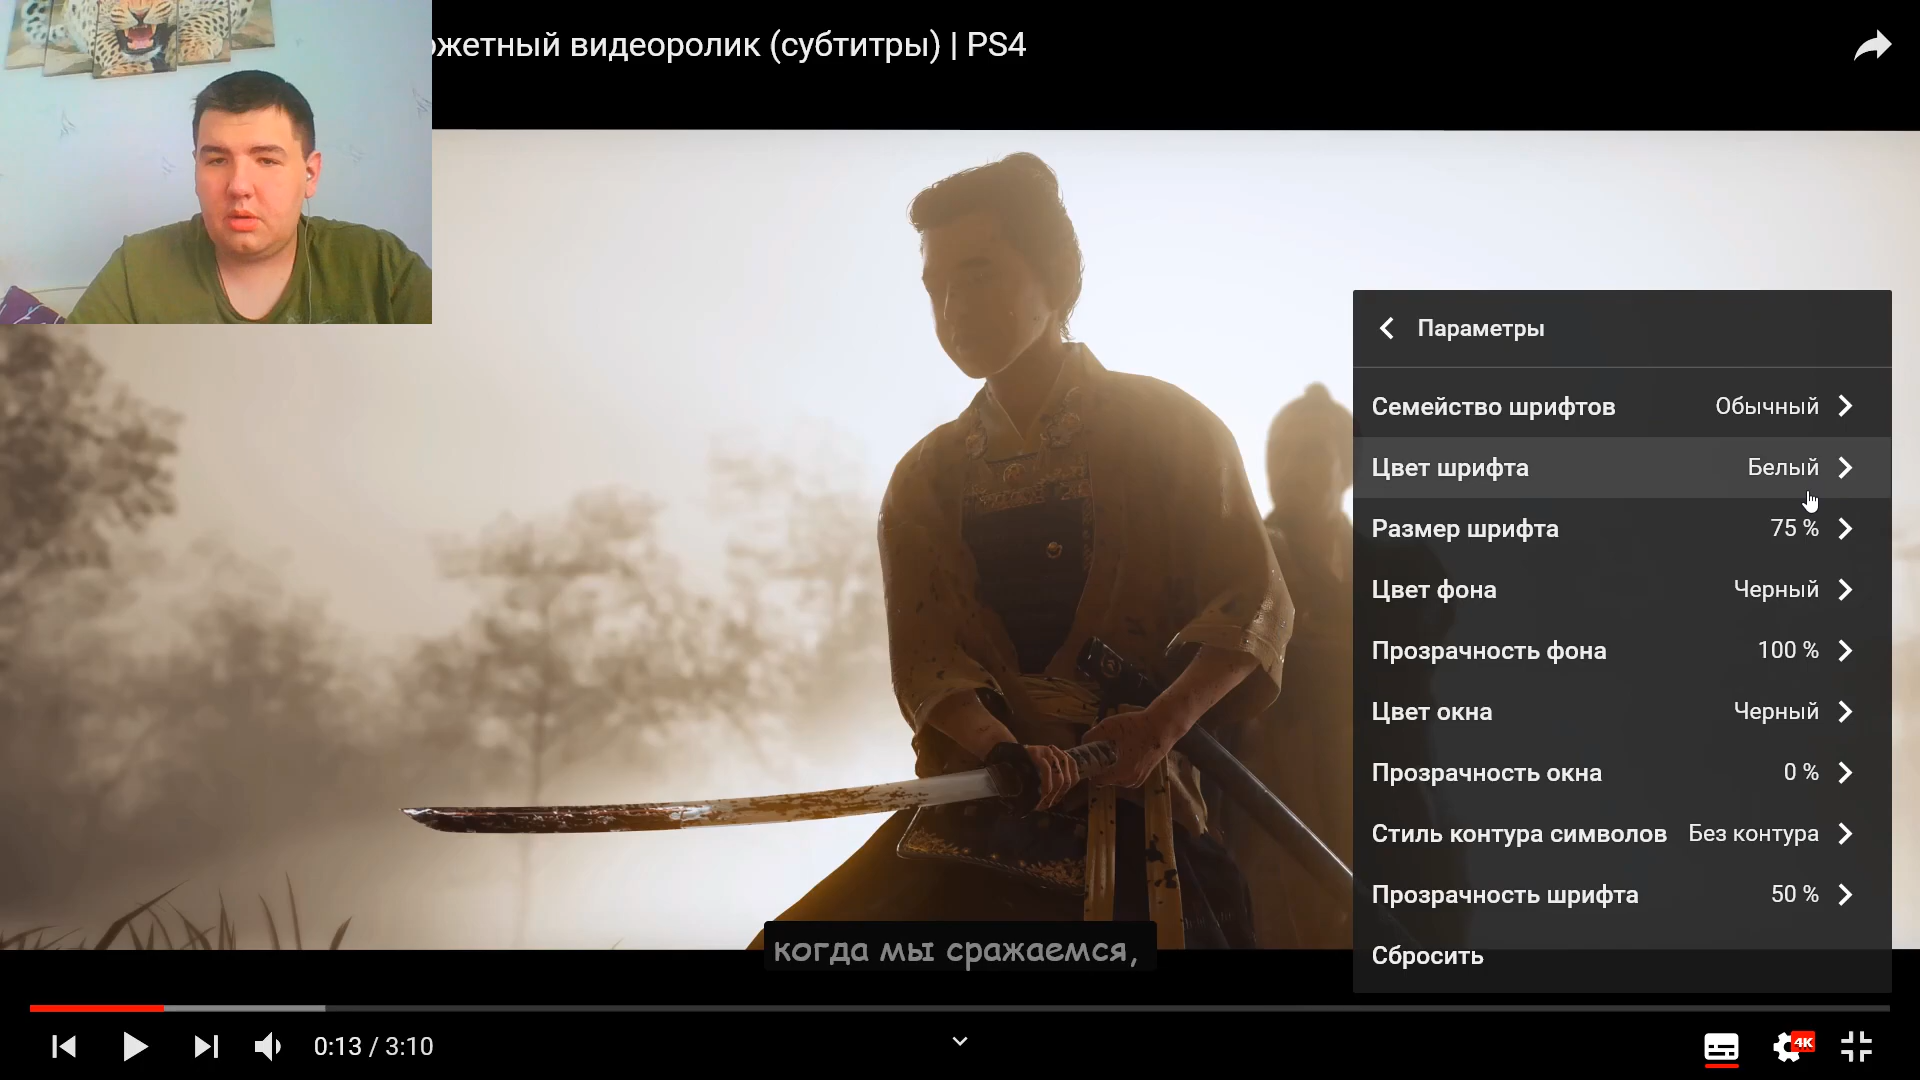 южетный видеоролик (субтитры) | PS4
Параметры
Семейство шрифтов Обычный
Цвет шрифта Белый
Размер шрифта 75 %
Цвет фона Черный
Прозрачность фона 100 %
Цвет окна Черный
Прозрачность окна 0 %
Стиль контура символов Без контура
Прозрачность шрифта 50 %
Сбросить
когда мы сражаемся,
0:13 / 3:10
4K